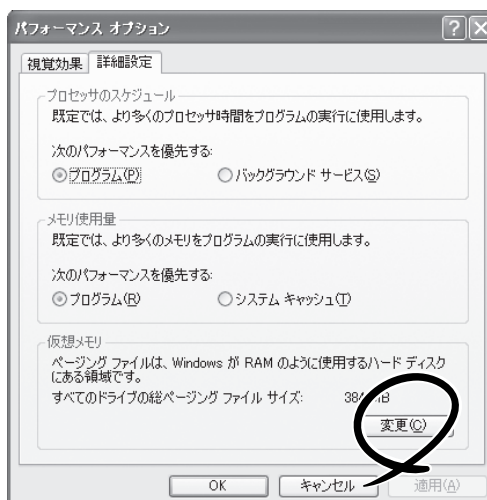 パフォーマンス オプション
視覚効果 詳細設定
プロセッサのスケジュール
既定では、より多くのプロセッサ時間をプログラムの実行に使用します。
次のパフォーマンスを優先する:
プログラム(P) バックグラウンド サービス(S)
メモリ使用量
既定では、より多くのメモリをプログラムの実行に使用します。
次のパフォーマンスを優先する:
プログラム(R) システム キャッシュ(T)
仮想メモリ
ページング ファイルは、Windows が RAM のように使用するハード ディスク
にある領域です。
すべてのドライブの総ページング ファイル サイズ:
変更(C)
OK キャンセル 適用(A)